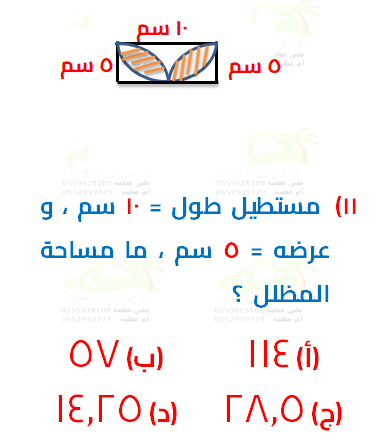 ١٠ سم
٥ سم
٥ سم
١١) مستطيل طول = ١٠ سم ، و
عرضه = ٥ سم ، ما مساحة
المظلل ؟
(أ) ١١٤ (ب) ٥٧
(ج) ٢٨,٥ (د) ١٤,٢٥